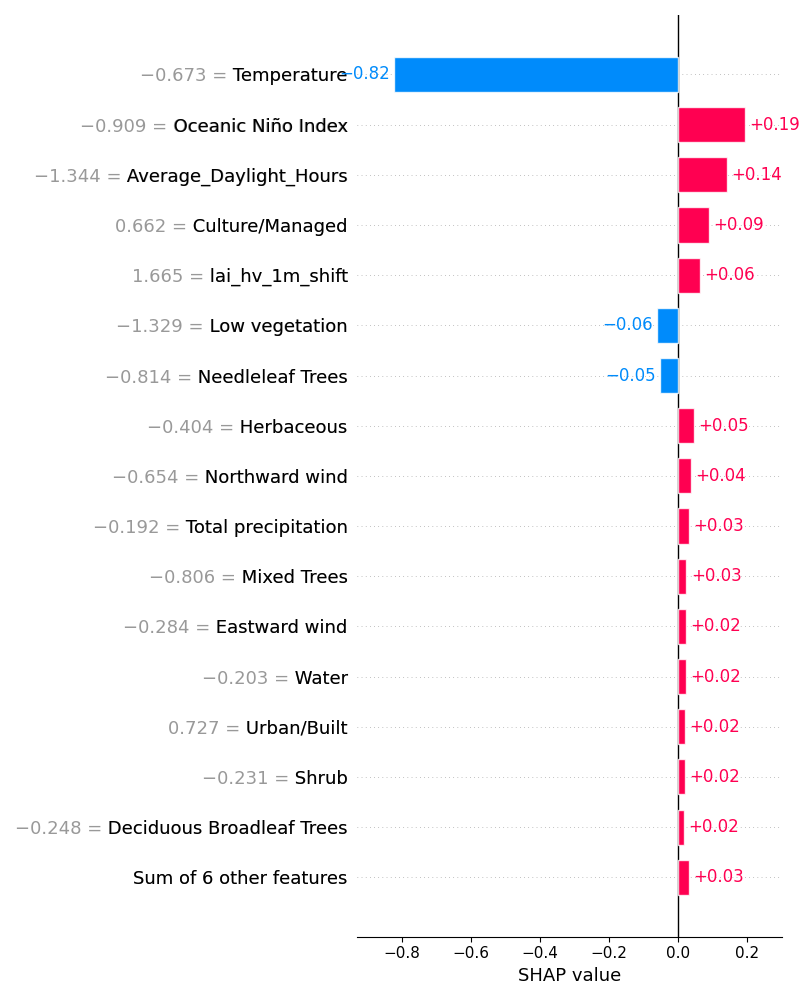 −0.673 = Temperature −0.82
−0.909 = Oceanic Niño Index +0.19
−1.344 = Average_Daylight_Hours +0.14
0.662 = Culture/Managed +0.09
1.665 = lai_hv_1m_shift +0.06
−1.329 = Low vegetation −0.06
−0.814 = Needleleaf Trees −0.05
−0.404 = Herbaceous +0.05
−0.654 = Northward wind +0.04
−0.192 = Total precipitation +0.03
−0.806 = Mixed Trees +0.03
−0.284 = Eastward wind +0.02
−0.203 = Water +0.02
0.727 = Urban/Built +0.02
−0.231 = Shrub +0.02
−0.248 = Deciduous Broadleaf Trees +0.02
Sum of 6 other features +0.03
−0.8 −0.6 −0.4 −0.2 0.0 0.2
SHAP value